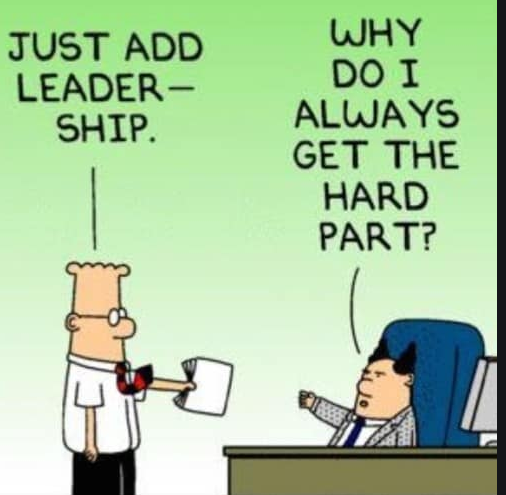 JUST ADD
LEADER—
SHIP.
WHY
DO I
ALWAYS
GET THE
HARD
PART?